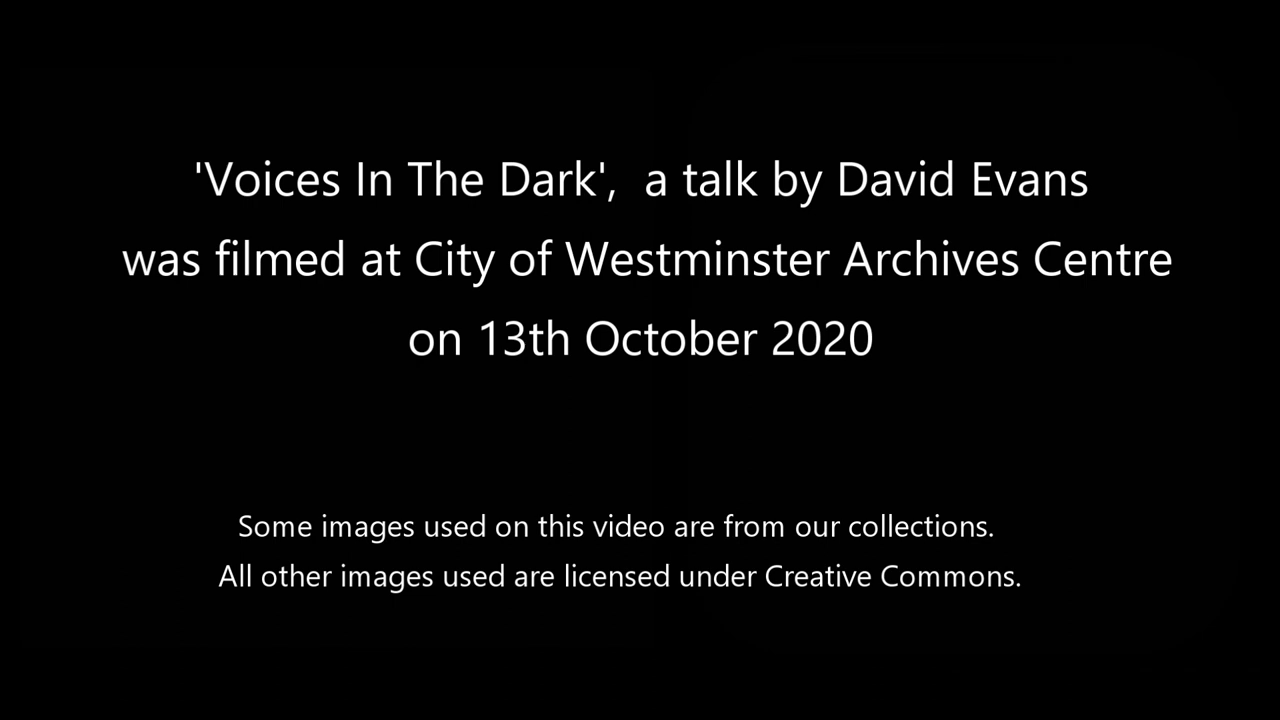 'Voices In The Dark',  a talk by David Evans
was filmed at City of Westminster Archives Centre
on 13th October 2020
Some images used on this video are from our collections.
All other images used are licensed under Creative Commons.